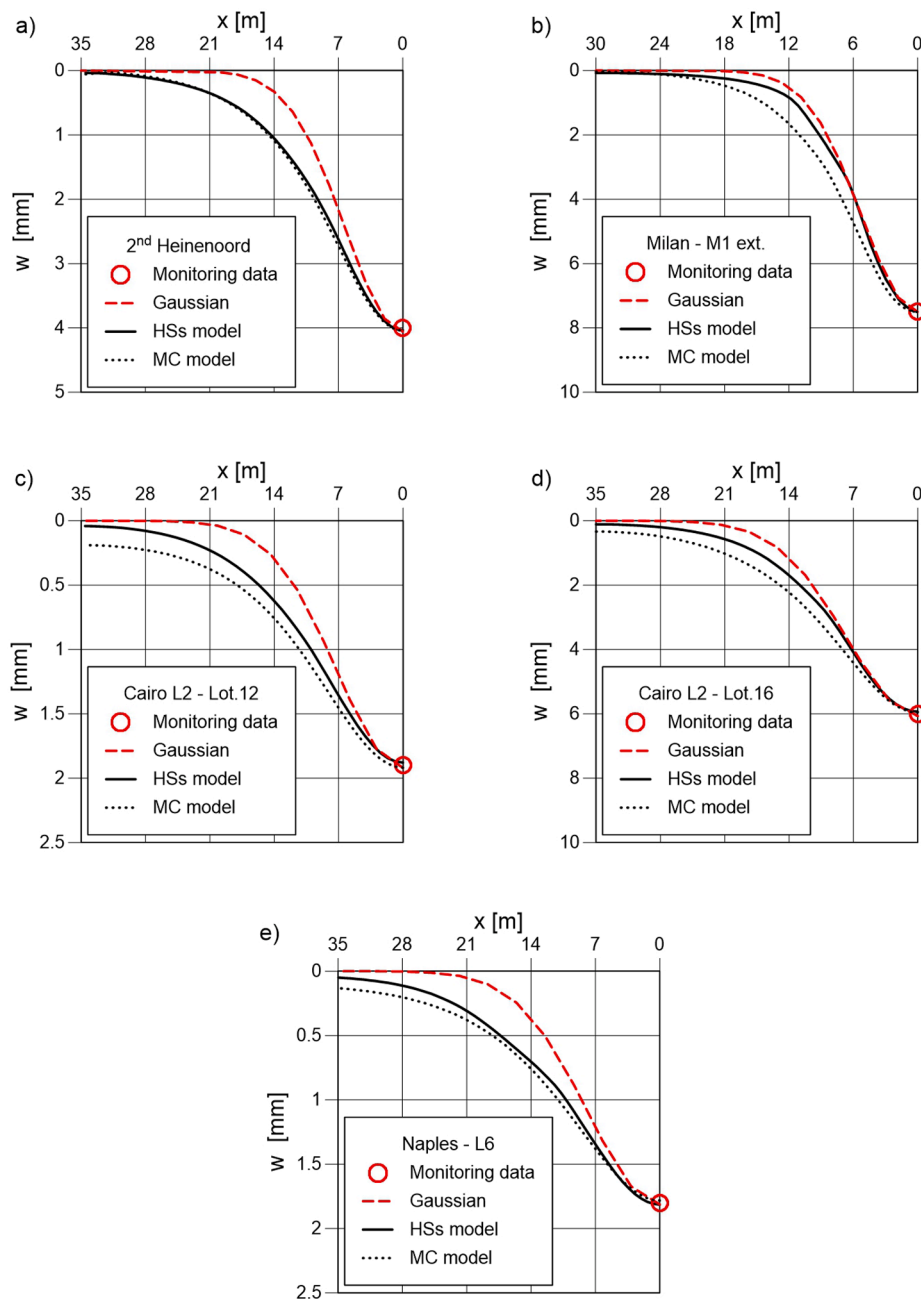 a)
x [m]
35 28 21 14 7 0
0
1
2
3
4
5
w [mm]
2nd Heinenoord
Monitoring data
Gaussian
HSs model
MC model
b)
x [m]
30 24 18 12 6 0
0
2
4
6
8
10
w [mm]
Milan - M1 ext.
Monitoring data
Gaussian
HSs model
MC model
c)
x [m]
35 28 21 14 7 0
0
0.5
1
1.5
2
2.5
w [mm]
Cairo L2 - Lot.12
Monitoring data
Gaussian
HSs model
MC model
d)
x [m]
35 28 21 14 7 0
0
2
4
6
8
10
w [mm]
Cairo L2 - Lot.16
Monitoring data
Gaussian
HSs model
MC model
e)
x [m]
35 28 21 14 7 0
0
0.5
1
1.5
2
2.5
w [mm]
Naples - L6
Monitoring data
Gaussian
HSs model
MC model